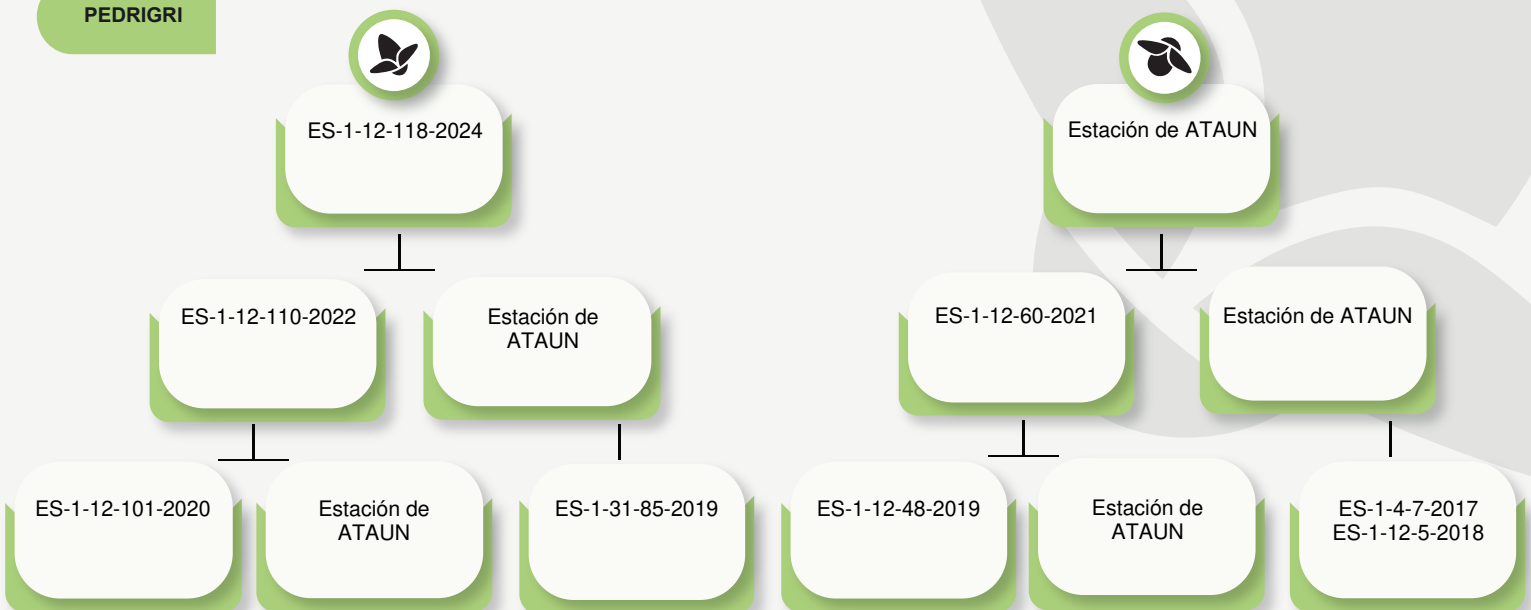 PEDRIGRI
ES-1-12-118-2024
Estación de ATAUN
ES-1-12-110-2022
Estación de
ATAUN
ES-1-12-60-2021
Estación de ATAUN
ES-1-12-101-2020
Estación de
ATAUN
ES-1-31-85-2019
ES-1-12-48-2019
Estación de
ATAUN
ES-1-4-7-2017
ES-1-12-5-2018